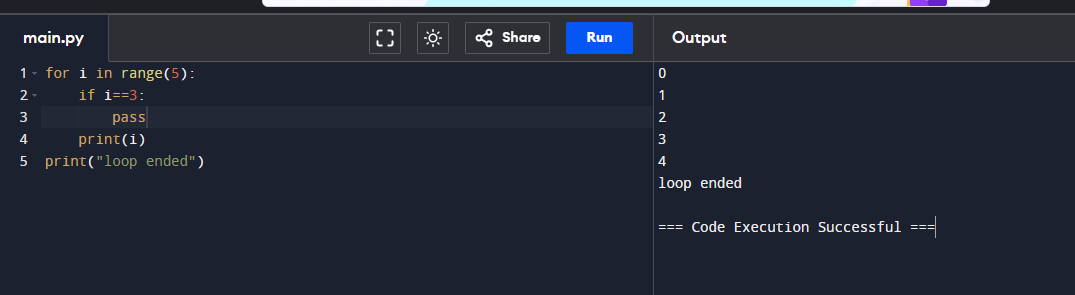 main.py
Share
Run
Output
1 for i in range(5):
2     if i==3:
3         pass
4     print(i)
5 print("loop ended")
0
1
2
3
4
loop ended
=== Code Execution Successful ===